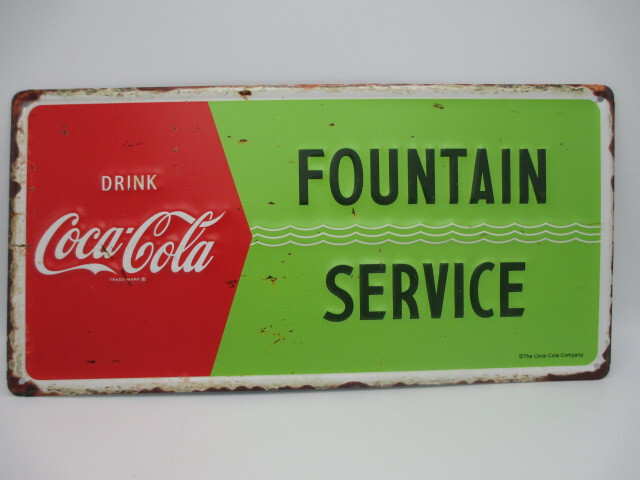 DRINK
Coca-Cola
TRADE-MARK ®
FOUNTAIN
SERVICE
©The Coca-Cola Company